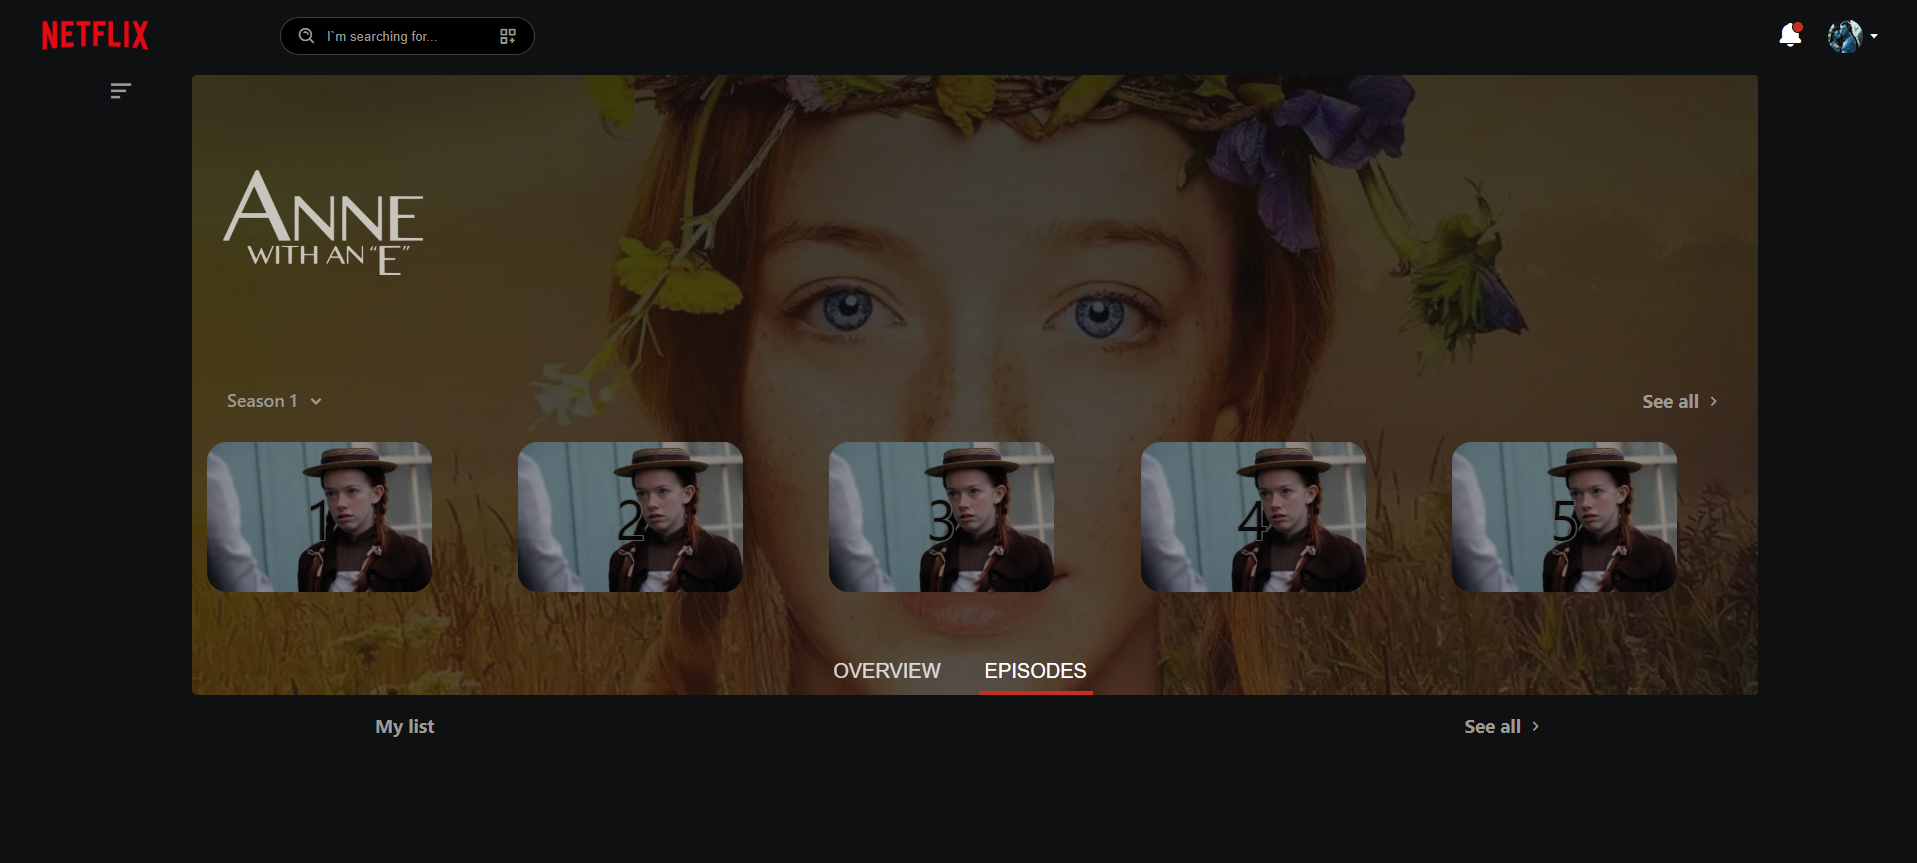 NETFLIX
I`m searching for...
ANNE
WITH AN “E”
Season 1
See all
1 2 3 4 5
OVERVIEW EPISODES
My list
See all